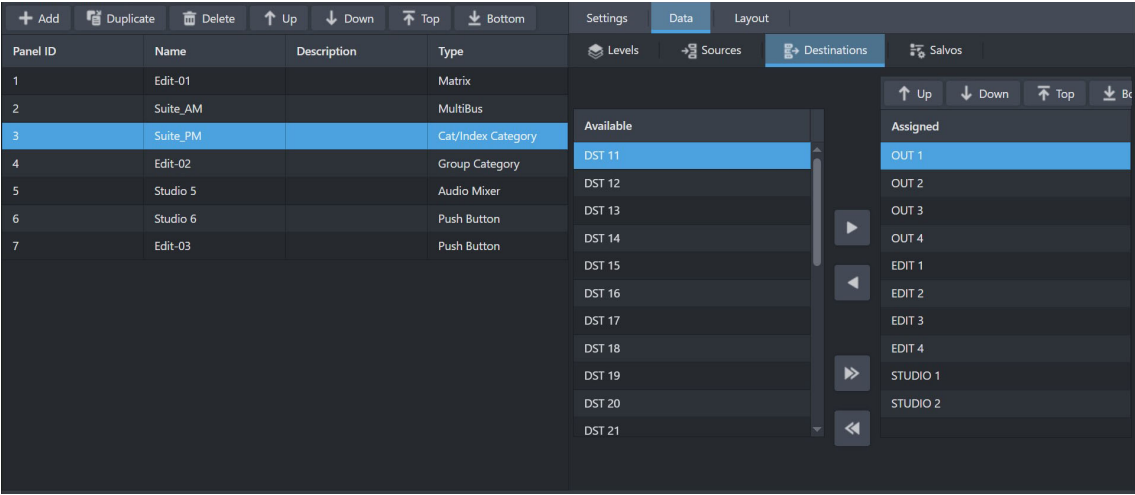 Add Duplicate Delete Up Down Top Bottom
Panel ID Name Description Type
1 Edit-01 Matrix
2 Suite_AM MultiBus
3 Suite_PM Cat/Index Category
4 Edit-02 Group Category
5 Studio 5 Audio Mixer
6 Studio 6 Push Button
7 Edit-03 Push Button
Settings Data Layout
Levels Sources Destinations Salvos
Available
DST 11
DST 12
DST 13
DST 14
DST 15
DST 16
DST 17
DST 18
DST 19
DST 20
DST 21
Up Down Top Bo
Assigned
OUT 1
OUT 2
OUT 3
OUT 4
EDIT 1
EDIT 2
EDIT 3
EDIT 4
STUDIO 1
STUDIO 2